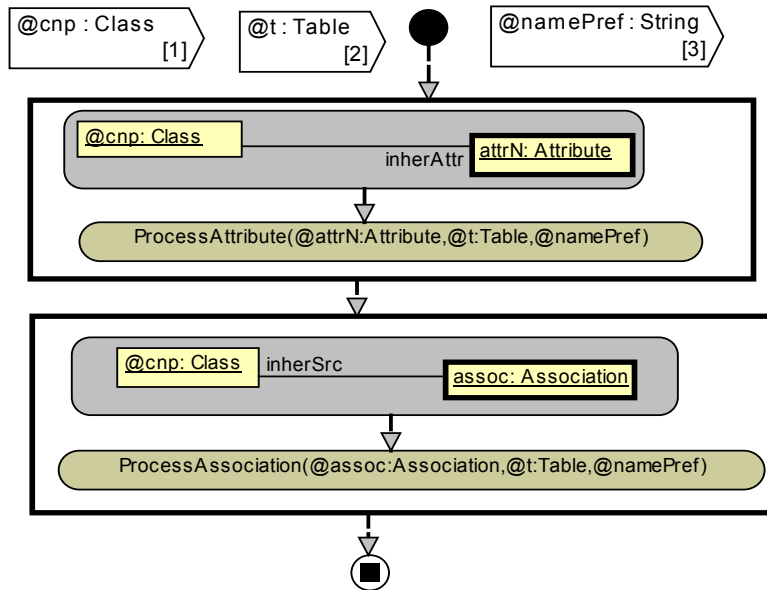 @cnp : Class
[1]
@t : Table
[2]
@namePref : String
[3]
@cnp: Class
inherAttr
attrN: Attribute
ProcessAttribute(@attrN:Attribute,@t:Table,@namePref)
@cnp: Class
inherSrc
assoc: Association
ProcessAssociation(@assoc:Association,@t:Table,@namePref)